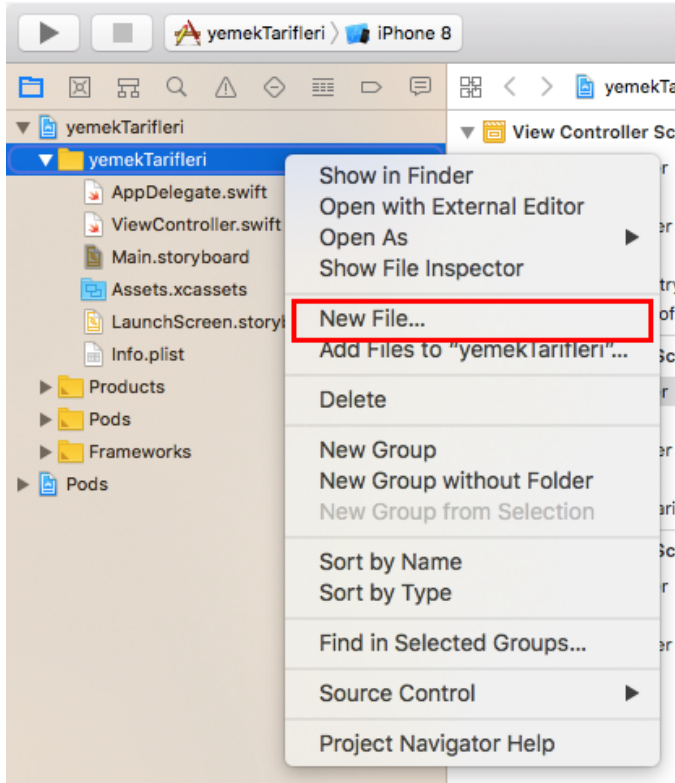 yemekTarifleri iPhone 8
yemekTa
yemekTarifleri
View Controller Sc
yemekTarifleri
AppDelegate.swift
ViewController.swift
Main.storyboard
Assets.xcassets
LaunchScreen.story
Info.plist
Products
Pods
Frameworks
Pods
Show in Finder
Open with External Editor
Open As
Show File Inspector
New File...
Add Files to "yemekTarifleri"...
Delete
New Group
New Group without Folder
New Group from Selection
Sort by Name
Sort by Type
Find in Selected Groups...
Source Control
Project Navigator Help